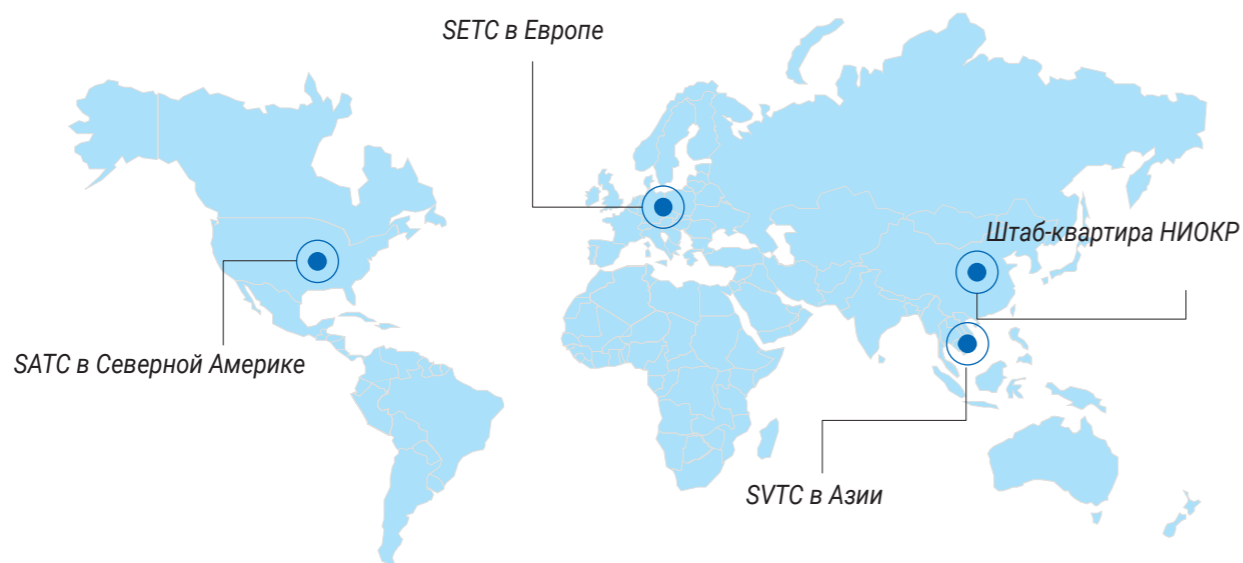 SETC в Европе
Штаб-квартира НИОКР
SATC в Северной Америке
SVTC в Азии